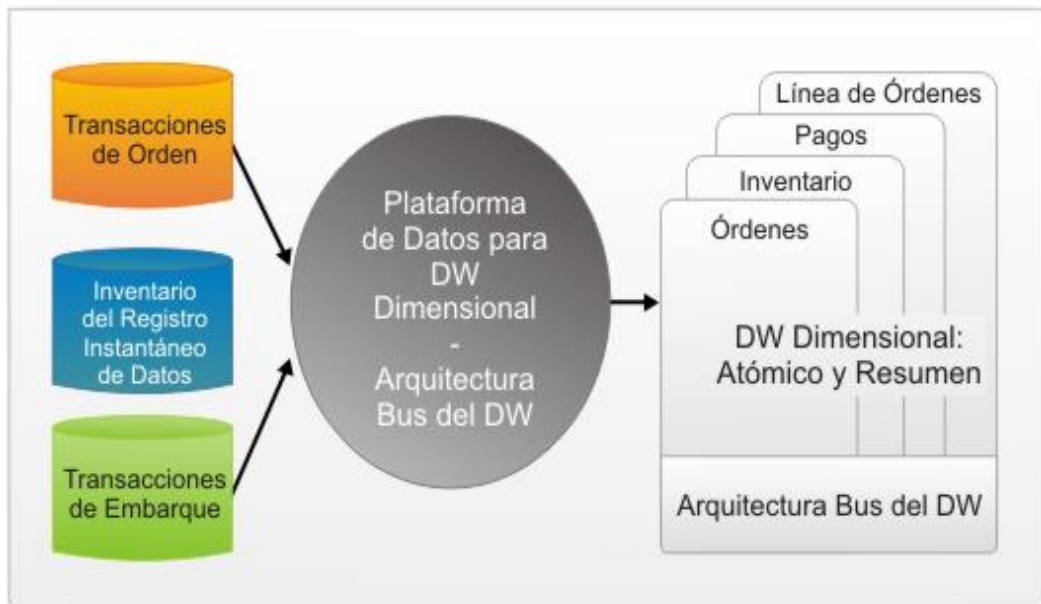 Transacciones
de Orden
Inventario
del Registro
Instantáneo
de Datos
Transacciones
de Embarque
Plataforma
de Datos para
DW
Dimensional
-
Arquitectura
Bus del DW
Línea de Órdenes
Pagos
Inventario
Órdenes
DW Dimensional:
Atómico y Resumen
Arquitectura Bus del DW